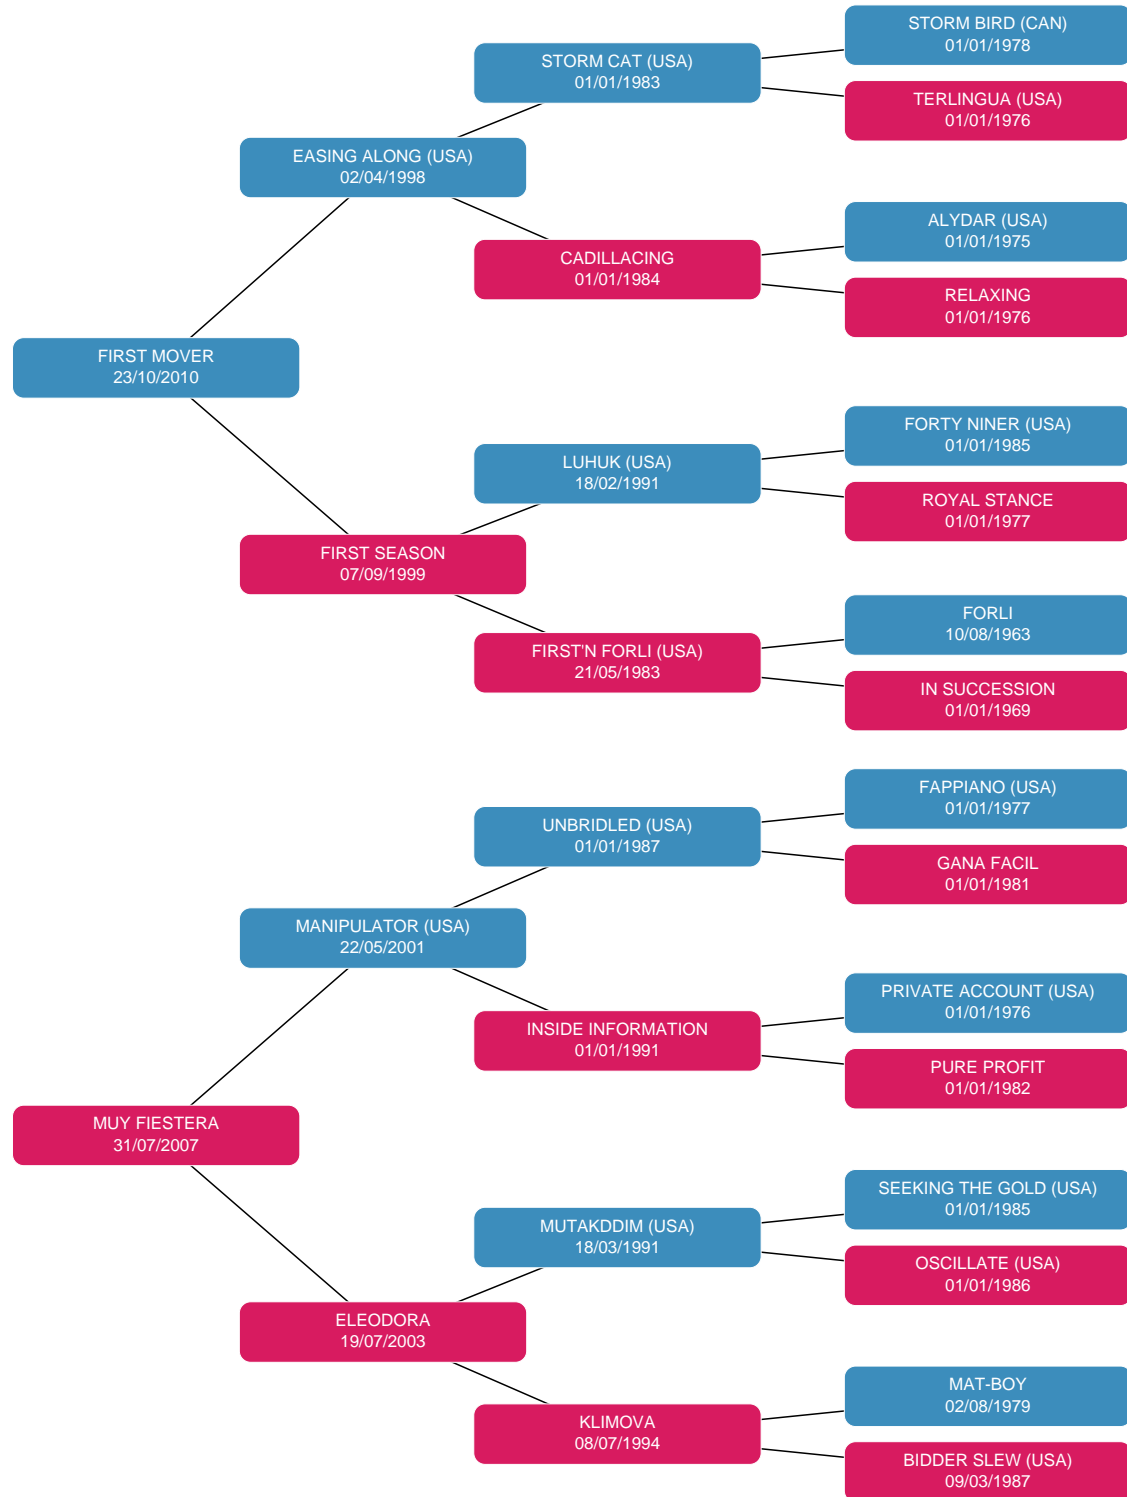 STORM BIRD (CAN)
01/01/1978
STORM CAT (USA)
01/01/1983
TERLINGUA (USA)
01/01/1976
EASING ALONG (USA)
02/04/1998
ALYDAR (USA)
01/01/1975
CADILLACING
01/01/1984
RELAXING
01/01/1976
FIRST MOVER
23/10/2010
FORTY NINER (USA)
01/01/1985
LUHUK (USA)
18/02/1991
ROYAL STANCE
01/01/1977
FIRST SEASON
07/09/1999
FORLI
10/08/1963
FIRST'N FORLI (USA)
21/05/1983
IN SUCCESSION
01/01/1969
FAPPIANO (USA)
01/01/1977
UNBRIDLED (USA)
01/01/1987
GANA FACIL
01/01/1981
MANIPULATOR (USA)
22/05/2001
PRIVATE ACCOUNT (USA)
01/01/1976
INSIDE INFORMATION
01/01/1991
PURE PROFIT
01/01/1982
MUY FIESTERA
31/07/2007
SEEKING THE GOLD (USA)
01/01/1985
MUTAKDDIM (USA)
18/03/1991
OSCILLATE (USA)
01/01/1986
ELEODORA
19/07/2003
MAT-BOY
02/08/1979
KLIMOVA
08/07/1994
BIDDER SLEW (USA)
09/03/1987